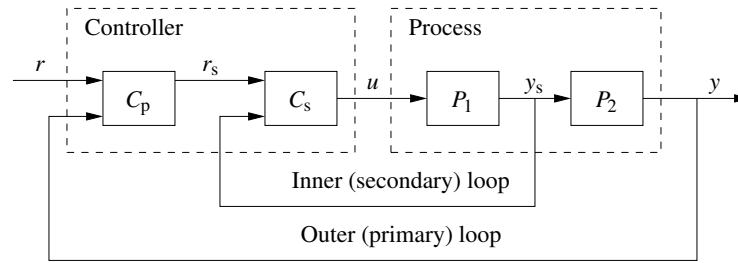 Controller
Process
r
r_s
u
y_s
y
C_p
C_s
P_1
P_2
Inner (secondary) loop
Outer (primary) loop